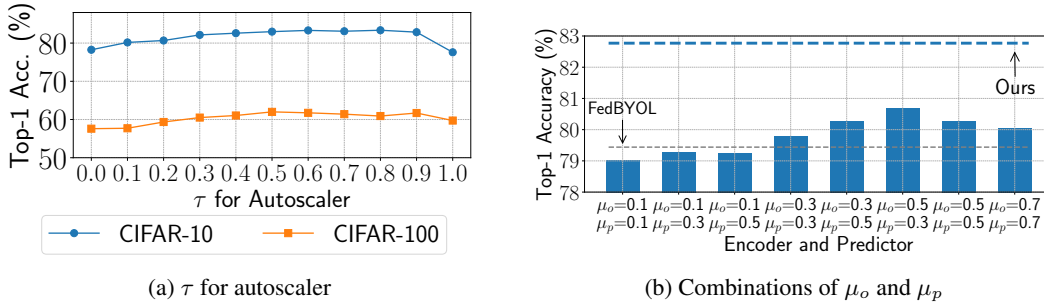 Top-1 Acc. (%)
80
70
60
50
0.0 0.1 0.2 0.3 0.4 0.5 0.6 0.7 0.8 0.9 1.0
τ for Autoscaler
CIFAR-10 CIFAR-100
(a) τ for autoscaler
Top-1 Accuracy (%)
83
82
81
80
79
78
FedBYOL
Ours
μo=0.1 μo=0.1 μo=0.1 μo=0.3 μo=0.3 μo=0.5 μo=0.5 μo=0.7
μp=0.1 μp=0.3 μp=0.5 μp=0.3 μp=0.5 μp=0.3 μp=0.5 μp=0.7
Encoder and Predictor
(b) Combinations of μo and μp